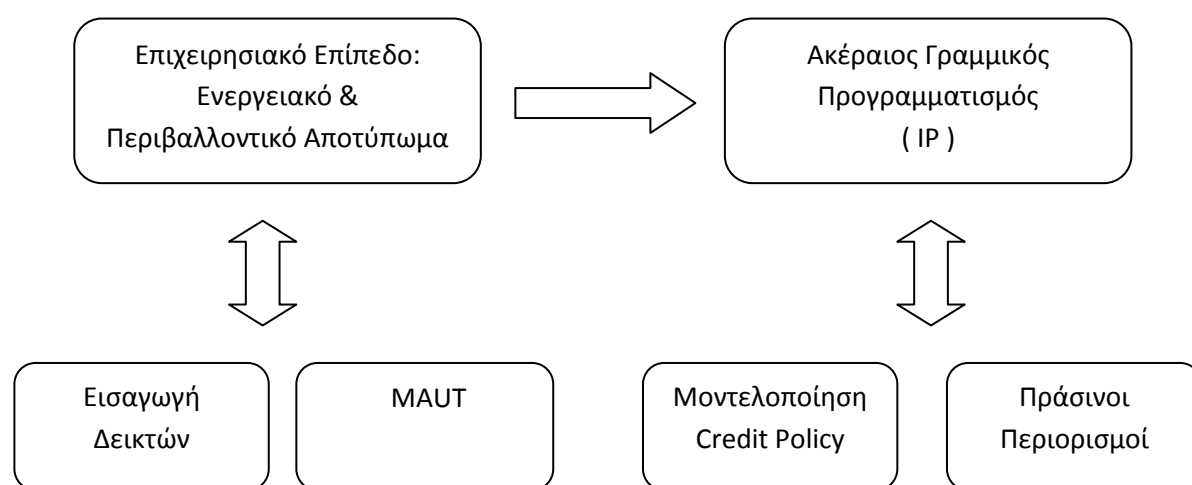 Επιχειρησιακό Επίπεδο:
Ενεργειακό &
Περιβαλλοντικό Αποτύπωμα
Ακέραιος Γραμμικός
Προγραμματισμός
( IP )
Εισαγωγή
Δεικτών
MAUT
Μοντελοποίηση
Credit Policy
Πράσινοι
Περιορισμοί